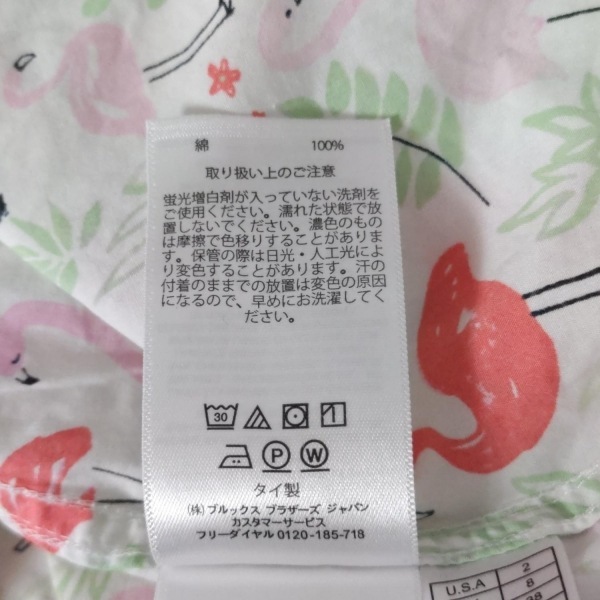 綿 100%
取り扱い上のご注意
蛍光増白剤が入っていない洗剤を
ご使用ください。濡れた状態で放
置しないでください。濃色のもの
は摩擦で色移りすることがありま
す。保管の際は日光・人工光によ
り変色することがあります。汗の
付着のままでの放置は変色の原因
になるので、早めにお洗濯してく
ださい。
30
P W
タイ製
(株) ブルックス ブラザーズ ジャパン
カスタマーサービス
フリーダイヤル 0120-185-718
U.S.A 2
8
38